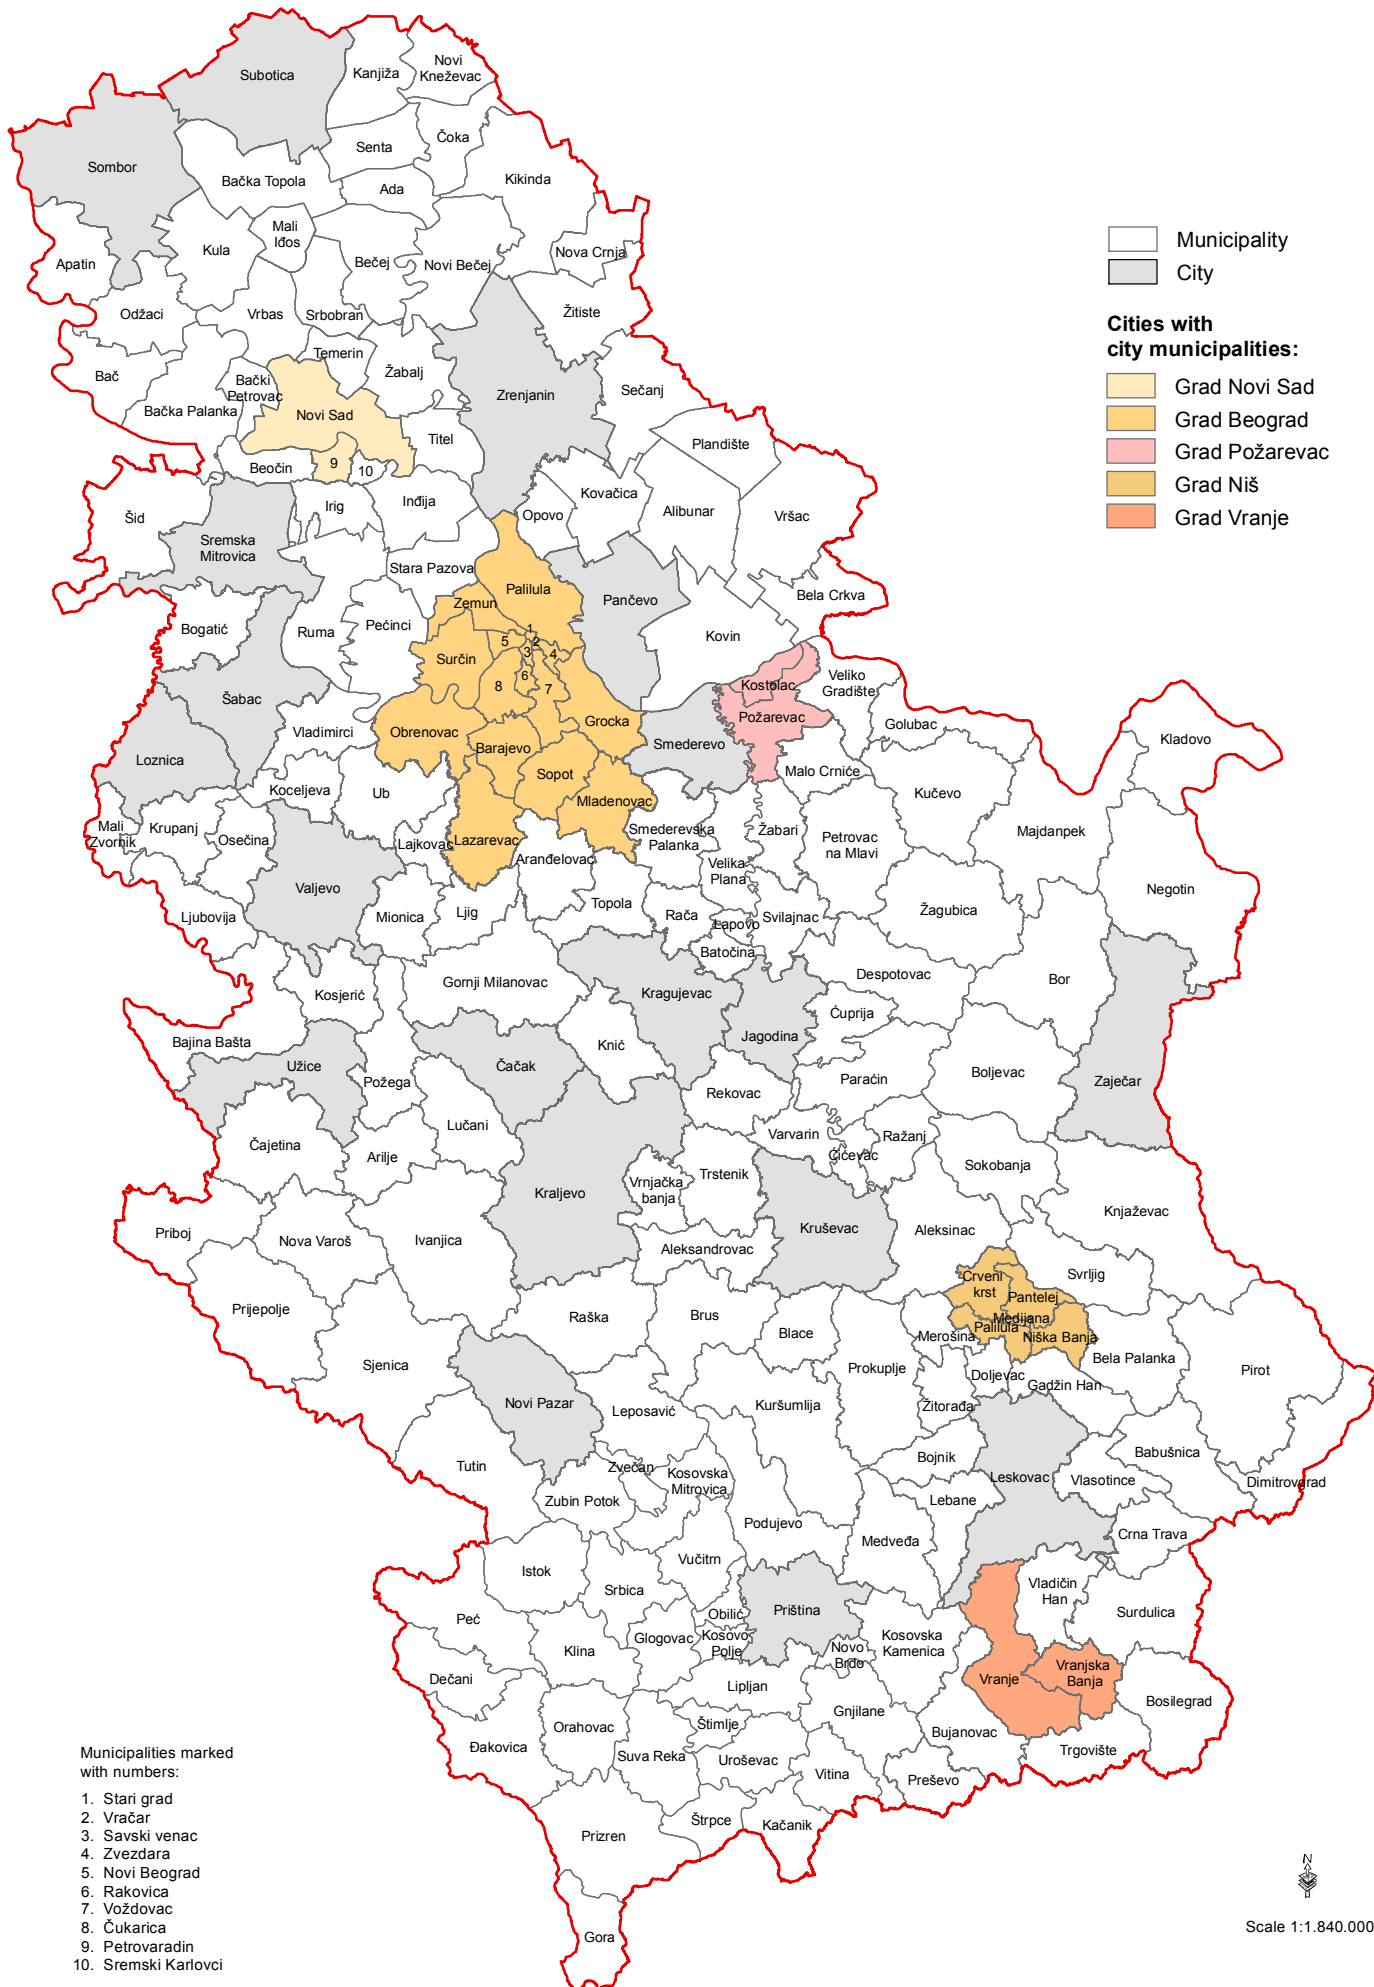 Subotica
Kanjiža
Novi
Kneževac
Sombor
Senta
Čoka
Bačka Topola
Ada
Kikinda
Mali
Iđos
Kula
Apatin
Bečej
Novi Bečej
Nova Crnja
Odžaci
Vrbas
Srbobran
Žitiste
Temerin
Žabalj
Bač
Bački
Petrovac
Bačka Palanka
Novi Sad
Zrenjanin
Sečanj
Titel
Plandište
Beočin
9
10
Šid
Irig
Inđija
Opovo
Kovačica
Alibunar
Vršac
Sremska
Mitrovica
Stara Pazova
Palilula
Pančevo
Bela Crkva
Zemun
Bogatić
Ruma
Pećinci
1
2
3
4
5
6
7
8
Kovin
Surčin
Šabac
Kostolac
Veliko
Gradište
Požarevac
Vladimirci
Obrenovac
Grocka
Golubac
Barajevo
Smederevo
Kladovo
Loznica
Sopot
Malo Crniće
Koceljeva
Ub
Mladenovac
Kučevo
Mali
Zvornik
Krupanj
Osečina
Lajkovac
Lazarevac
Smederevska
Palanka
Žabari
Petrovac
na Mlavi
Majdanpek
Aranđelovac
Velika
Plana
Valjevo
Negotin
Ljubovija
Mionica
Ljig
Topola
Rača
Lapovo
Svilajnac
Žagubica
Batočina
Gornji Milanovac
Despotovac
Bor
Kosjerić
Kragujevac
Ćuprija
Bajina Bašta
Jagodina
Knić
Užice
Čačak
Požega
Paraćin
Boljevac
Zaječar
Rekovac
Lučani
Čajetina
Arilje
Varvarin
Ćićevac
Ražanj
Sokobanja
Trstenik
Vrnjačka
banja
Kraljevo
Knjaževac
Priboj
Nova Varoš
Ivanjica
Kruševac
Aleksinac
Aleksandrovac
Svrljig
Crveni
krst
Pantelej
Medijana
Palilula
Niška Banja
Prijepolje
Raška
Brus
Blace
Merošina
Sjenica
Prokuplje
Doljevac
Gadžin Han
Bela Palanka
Pirot
Novi Pazar
Leposavić
Kuršumlija
Žitorađa
Tutin
Zvečan
Kosovska
Mitrovica
Bojnik
Leskovac
Babušnica
Vlasotince
Dimitrovgrad
Zubin Potok
Lebane
Podujevo
Medveđa
Crna Trava
Istok
Vučitrn
Srbica
Vladičin
Han
Priština
Surdulica
Peć
Obilić
Glogovac
Kosovo
Polje
Klina
Novo
Brdo
Kosovska
Kamenica
Dečani
Lipljan
Vranje
Vranjska
Banja
Bosilegrad
Gnjilane
Orahovac
Štimlje
Bujanovac
Đakovica
Suva Reka
Uroševac
Trgovište
Vitina
Preševo
Štrpce
Kačanik
Prizren
Gora
Municipality
City
Cities with
city municipalities:
Grad Novi Sad
Grad Beograd
Grad Požarevac
Grad Niš
Grad Vranje
Municipalities marked
with numbers:
1. Stari grad
2. Vračar
3. Savski venac
4. Zvezdara
5. Novi Beograd
6. Rakovica
7. Voždovac
8. Čukarica
9. Petrovaradin
10. Sremski Karlovci
N
Scale 1:1.840.000